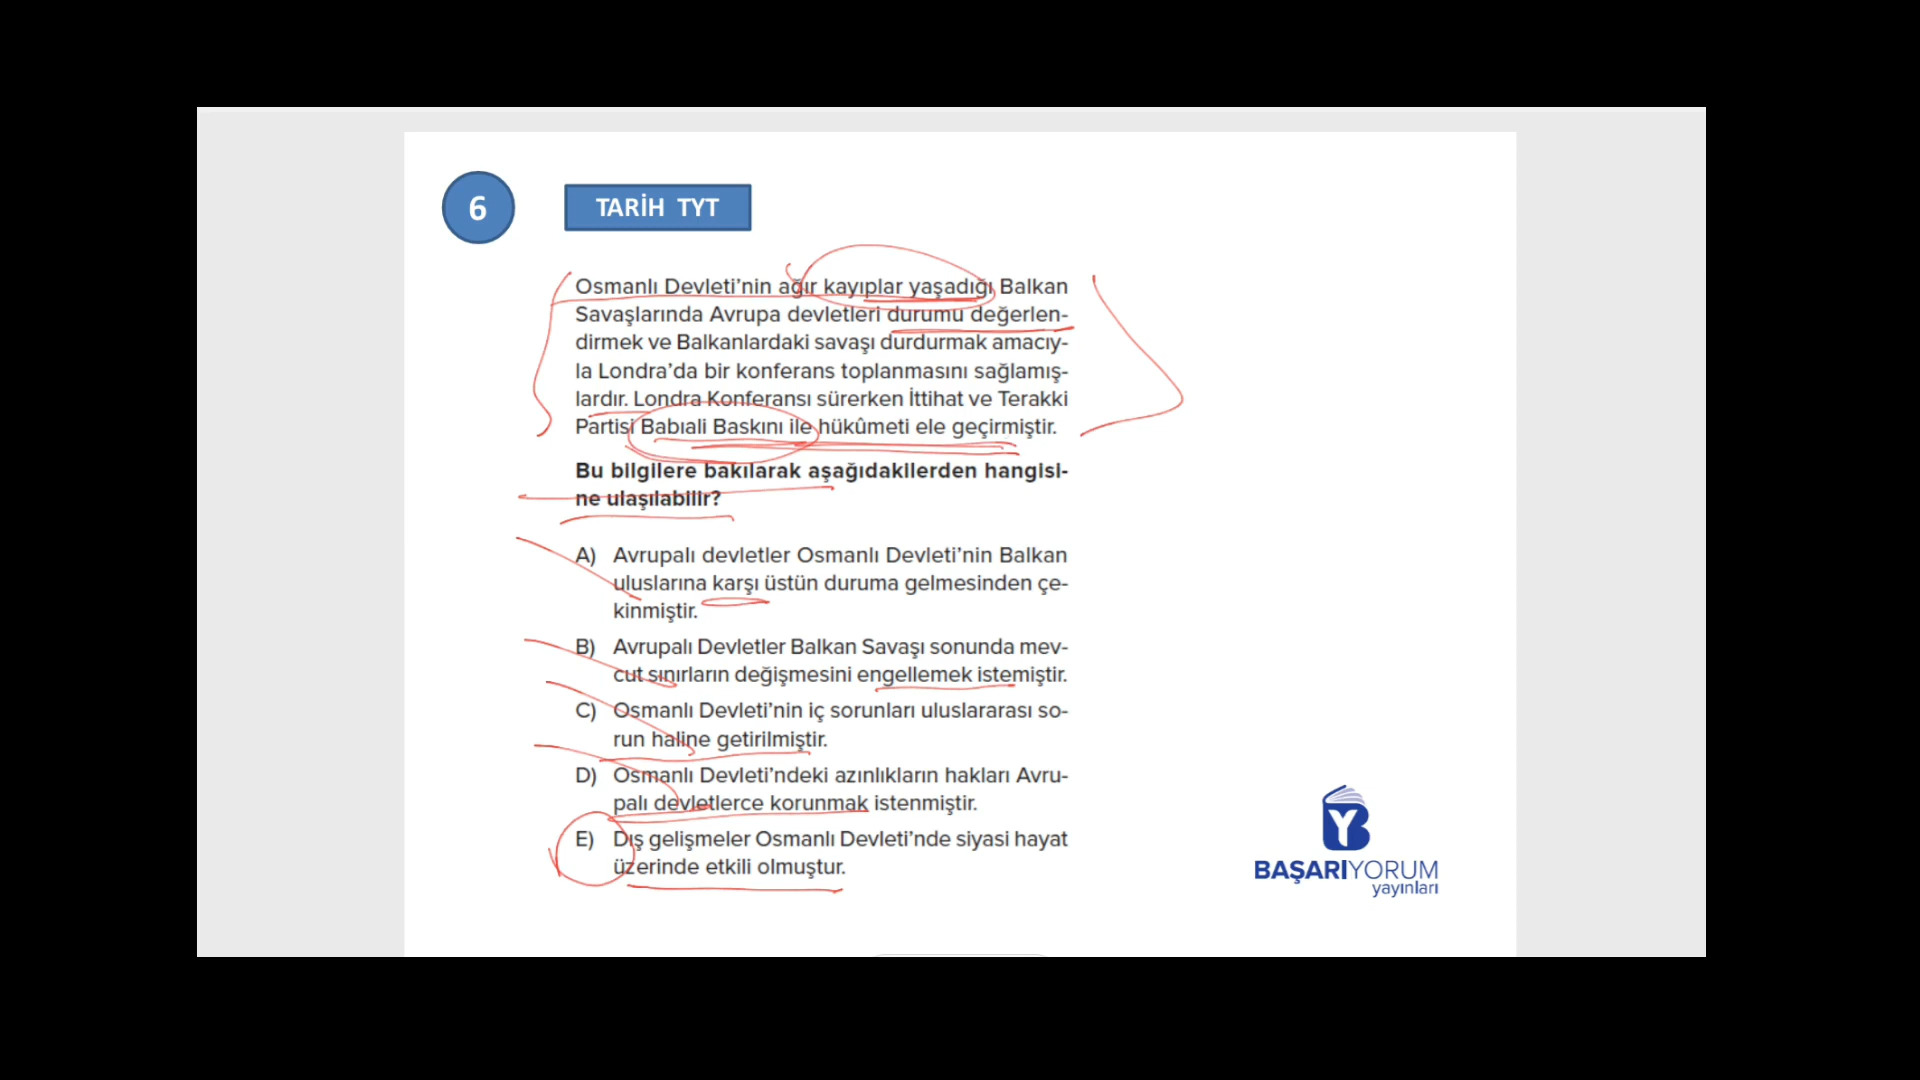 6
TARİH TYT
Osmanlı Devleti’nin ağır kayıplar yaşadığı Balkan
Savaşlarında Avrupa devletleri durumu değerlen-
dirmek ve Balkanlardaki savaşı durdurmak amacıy-
la Londra’da bir konferans toplanmasını sağlamış-
lardır. Londra Konferansı sürerken İttihat ve Terakki
Partisi Babıali Baskını ile hükûmeti ele geçirmiştir.
Bu bilgilere bakılarak aşağıdakilerden hangisi-
ne ulaşılabilir?
A) Avrupalı devletler Osmanlı Devleti’nin Balkan
uluslarına karşı üstün duruma gelmesinden çe-
kinmiştir.
B) Avrupalı Devletler Balkan Savaşı sonunda mev-
cut sınırların değişmesini engellemek istemiştir.
C) Osmanlı Devleti’nin iç sorunları uluslararası so-
run haline getirilmiştir.
D) Osmanlı Devleti’ndeki azınlıkların hakları Avru-
palı devletlerce korunmak istenmiştir.
E) Dış gelişmeler Osmanlı Devleti’nde siyasi hayat
üzerinde etkili olmuştur.
BAŞARIYORUM
yayınları